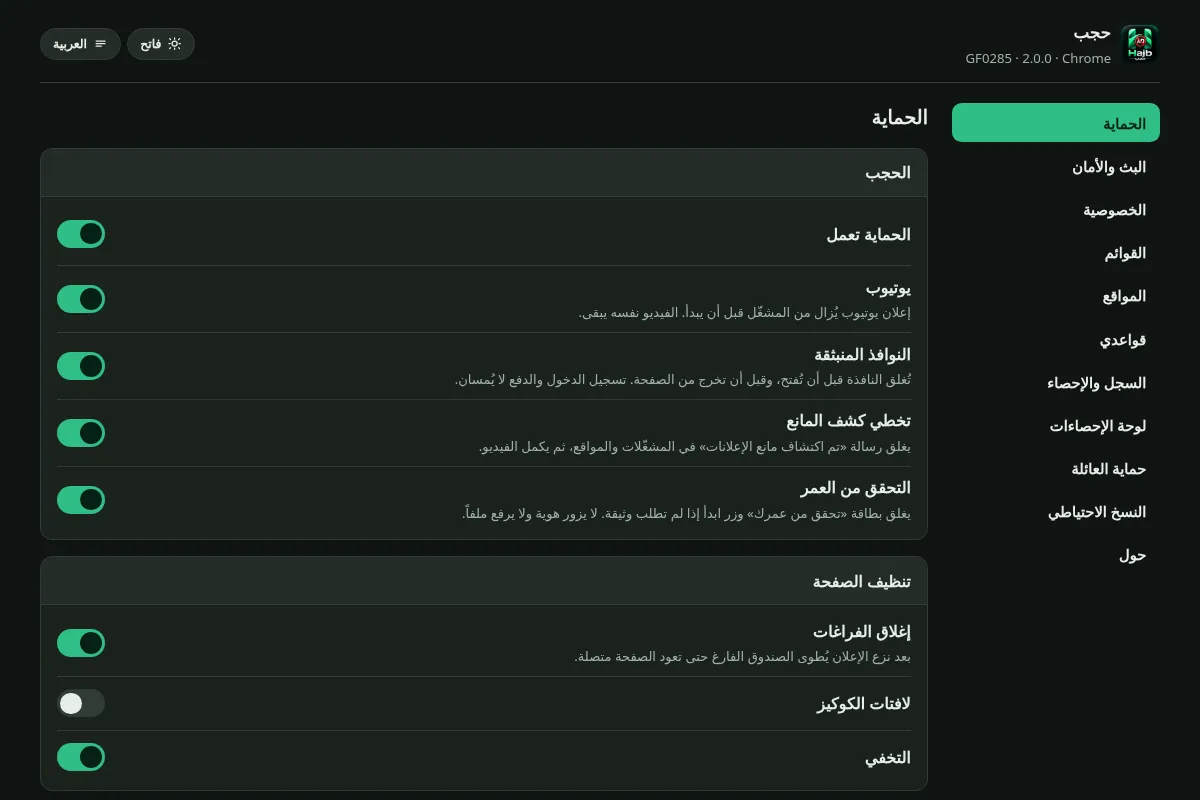 حجب
GF0285 · 2.0.0 · Chrome
Hajb
فاتح
العربية
الحماية
البث والأمان
الخصوصية
القوائم
المواقع
قواعدي
السجل والإحصاء
لوحة الإحصاءات
حماية العائلة
النسخ الاحتياطي
حول
الحماية
الحجب
الحماية تعمل
يوتيوب
إعلان يوتيوب يُزال من المشغّل قبل أن يبدأ. الفيديو نفسه يبقى.
النوافذ المنبثقة
تُغلق النافذة قبل أن تُفتح، وقبل أن تخرج من الصفحة. تسجيل الدخول والدفع لا يُمسان.
تخطي كشف المانع
يغلق رسالة «تم اكتشاف مانع الإعلانات» في المشغّلات والمواقع، ثم يكمل الفيديو.
التحقق من العمر
يغلق بطاقة «تحقق من عمرك» وزر ابدأ إذا لم تطلب وثيقة. لا يزور هوية ولا يرفع ملفاً.
تنظيف الصفحة
إغلاق الفراغات
بعد نزع الإعلان يُطوى الصندوق الفارغ حتى تعود الصفحة متصلة.
لافتات الكوكيز
التخفي